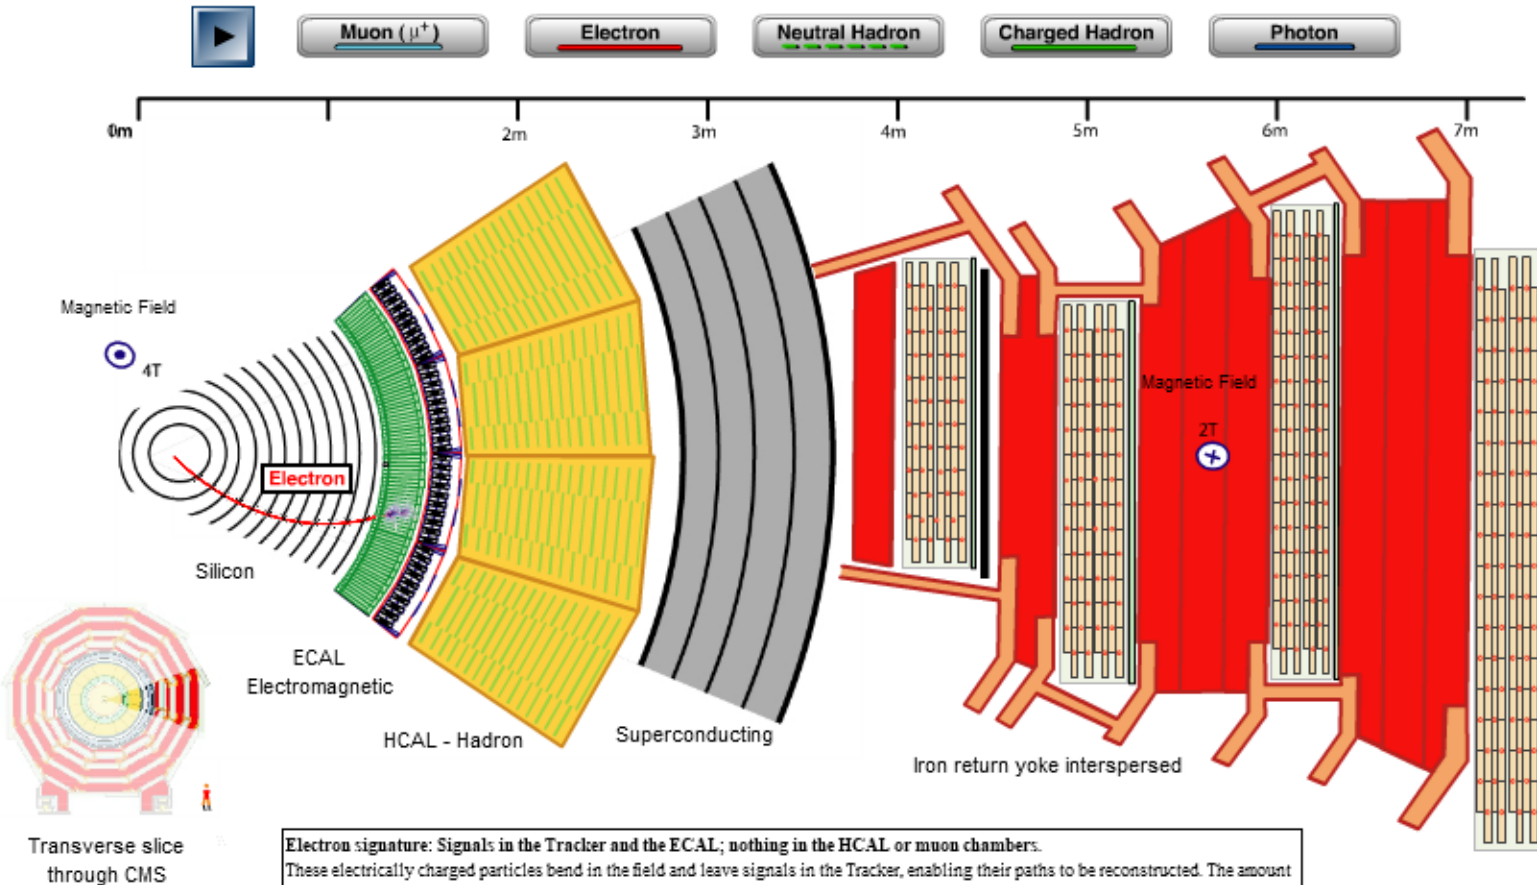 Muon (μ⁺)
Electron
Neutral Hadron
Charged Hadron
Photon
0m
2m
3m
4m
5m
6m
7m
Magnetic Field
4T
Magnetic Field
2T
Electron
Silicon
ECAL
Electromagnetic
HCAL - Hadron
Superconducting
Iron return yoke interspersed
Transverse slice
through CMS
Electron signature: Signals in the Tracker and the ECAL; nothing in the HCAL or muon chambers.
These electrically charged particles bend in the field and leave signals in the Tracker, enabling their paths to be reconstructed. The amount